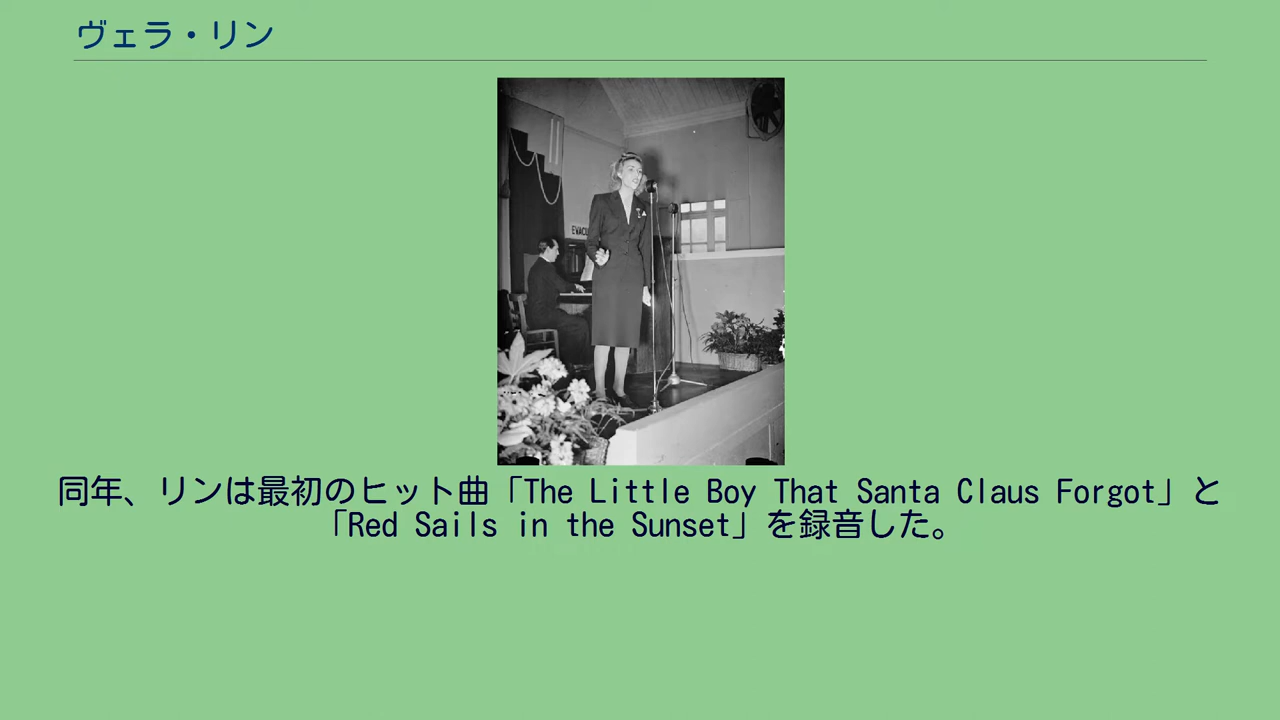 ヴェラ・リン
EVACU
同年、リンは最初のヒット曲「The Little Boy That Santa Claus Forgot」と
「Red Sails in the Sunset」を録音した。